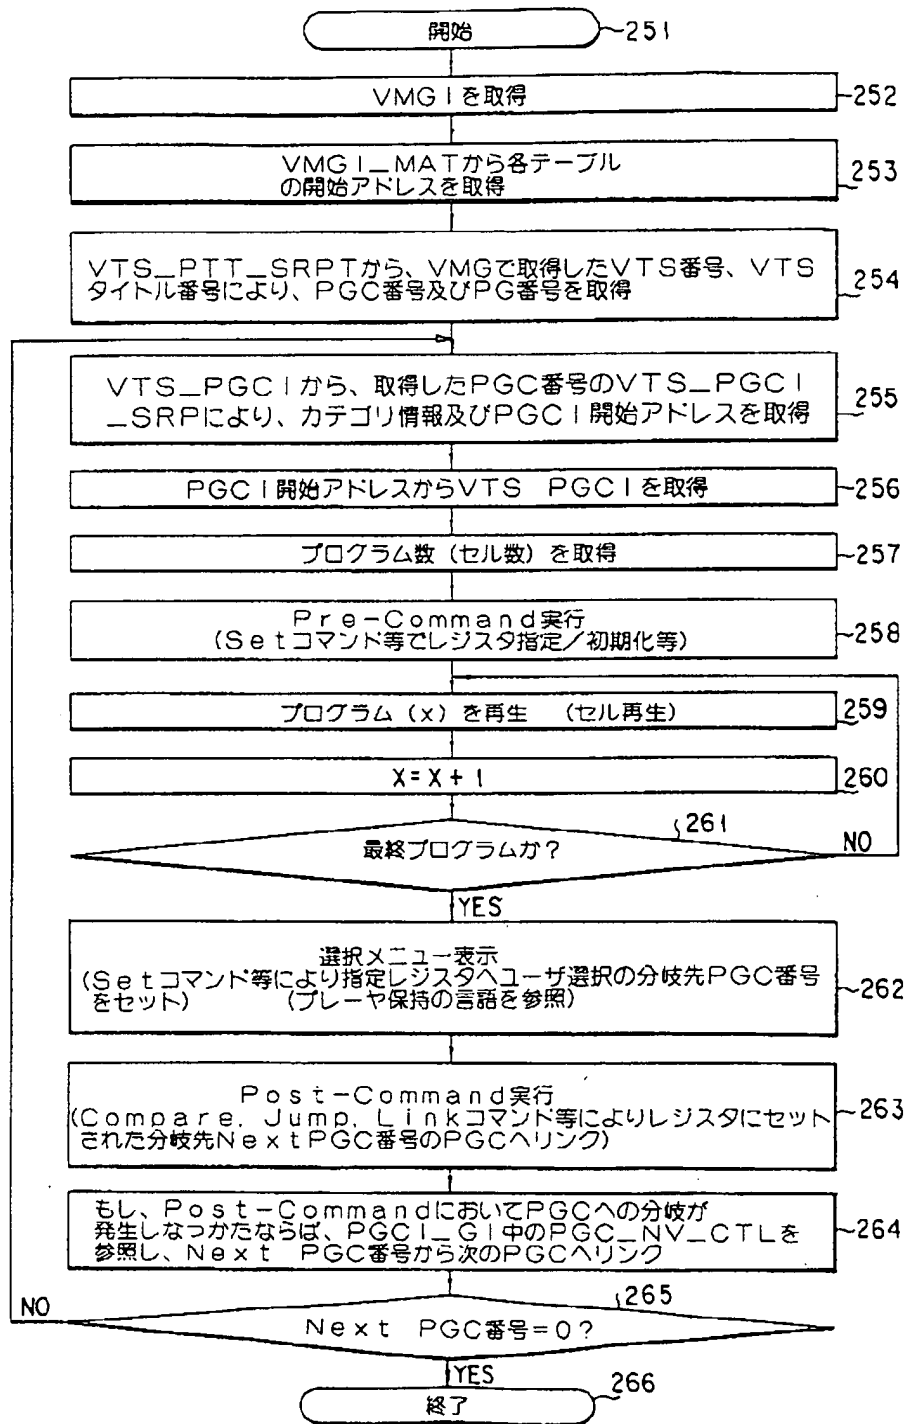 開始
251
VMGIを取得
252
VMGI_MATから各テーブル
の開始アドレスを取得
253
VTS_PTT_SRPTから、VMGで取得したVTS番号、VTS
タイトル番号により、PGC番号及びPG番号を取得
254
VTS_PGCIから、取得したPGC番号のVTS_PGCI
_SRPにより、カテゴリ情報及びPGCI開始アドレスを取得
255
PGCI開始アドレスからVTS PGCIを取得
256
プログラム数(セル数)を取得
257
Pre-Command実行
(Setコマンド等でレジスタ指定/初期化等)
258
プログラム(x)を再生 (セル再生)
259
X=X+1
260
261
最終プログラムか?
NO
YES
選択メニュー表示
(Setコマンド等により指定レジスタへユーザ選択の分岐先PGC番号
をセット) (プレーヤ保持の言語を参照)
262
Post-Command実行
(Compare, Jump, Linkコマンド等によりレジスタにセット
された分岐先NextPGC番号のPGCへリンク)
263
もし、Post-CommandにおいてPGCへの分岐が
発生しなつかたならば、PGCI_GI中のPGC_NV_CTLを
参照し、Next PGC番号から次のPGCへリンク
264
265
NO
Next PGC番号=0?
YES
終了
266